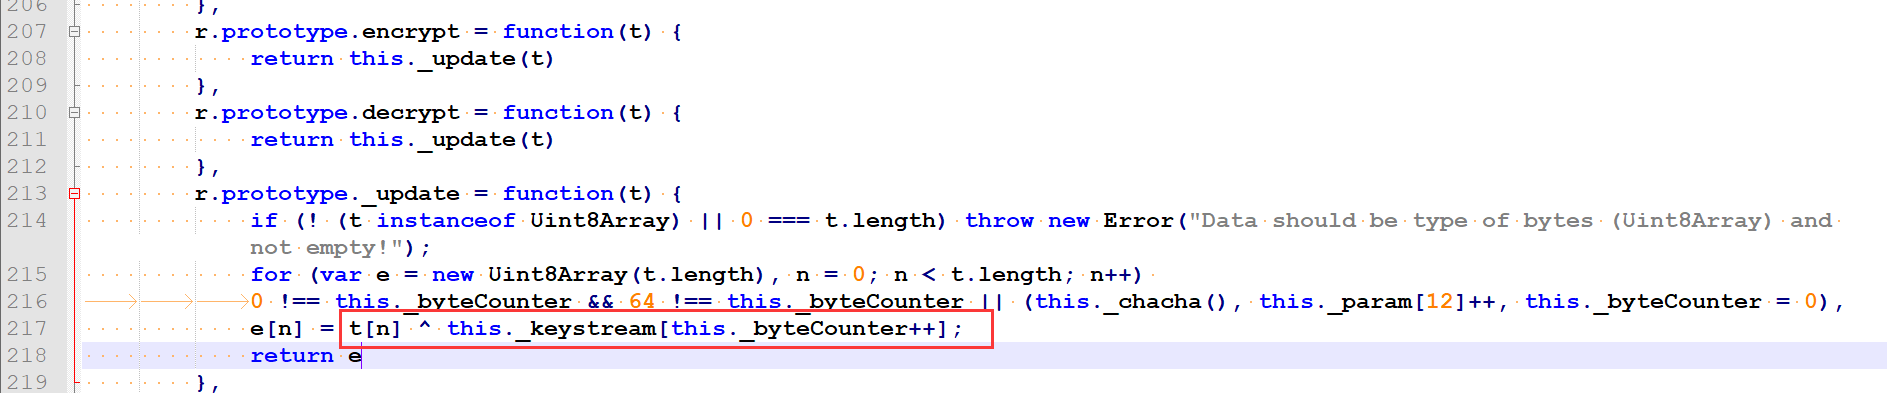 206 },
207 r.prototype.encrypt = function(t) {
208 return this._update(t)
209 },
210 r.prototype.decrypt = function(t) {
211 return this._update(t)
212 },
213 r.prototype._update = function(t) {
214 if (! (t instanceof Uint8Array) || 0 === t.length) throw new Error("Data should be type of bytes (Uint8Array) and
not empty!");
215 for (var e = new Uint8Array(t.length), n = 0; n < t.length; n++)
216 0 !== this._byteCounter && 64 !== this._byteCounter || (this._chacha(), this._param[12]++, this._byteCounter = 0),
217 e[n] = t[n] ^ this._keystream[this._byteCounter++];
218 return e
219 },